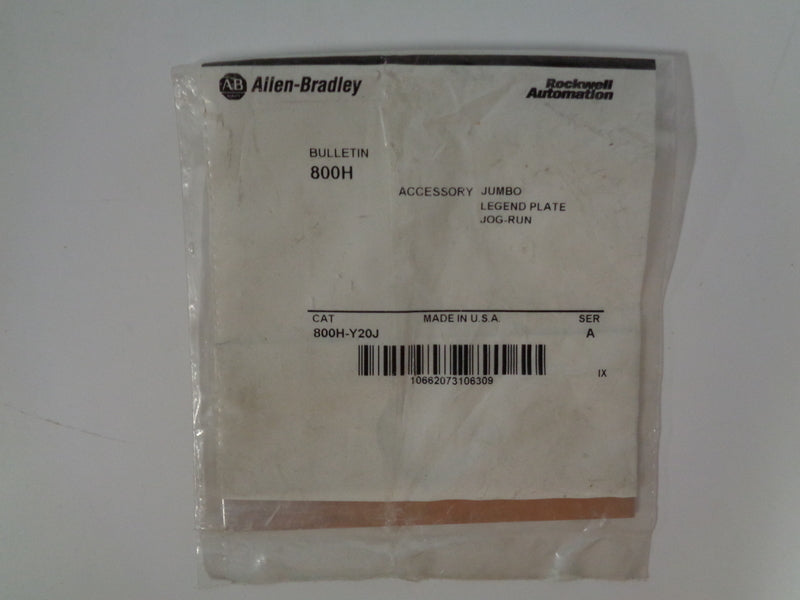 AB Allen-Bradley
Rockwell
Automation
BULLETIN
800H
ACCESSORY JUMBO
LEGEND PLATE
JOG-RUN
CAT MADE IN U.S.A. SER
800H-Y20J A
10662073106309
IX